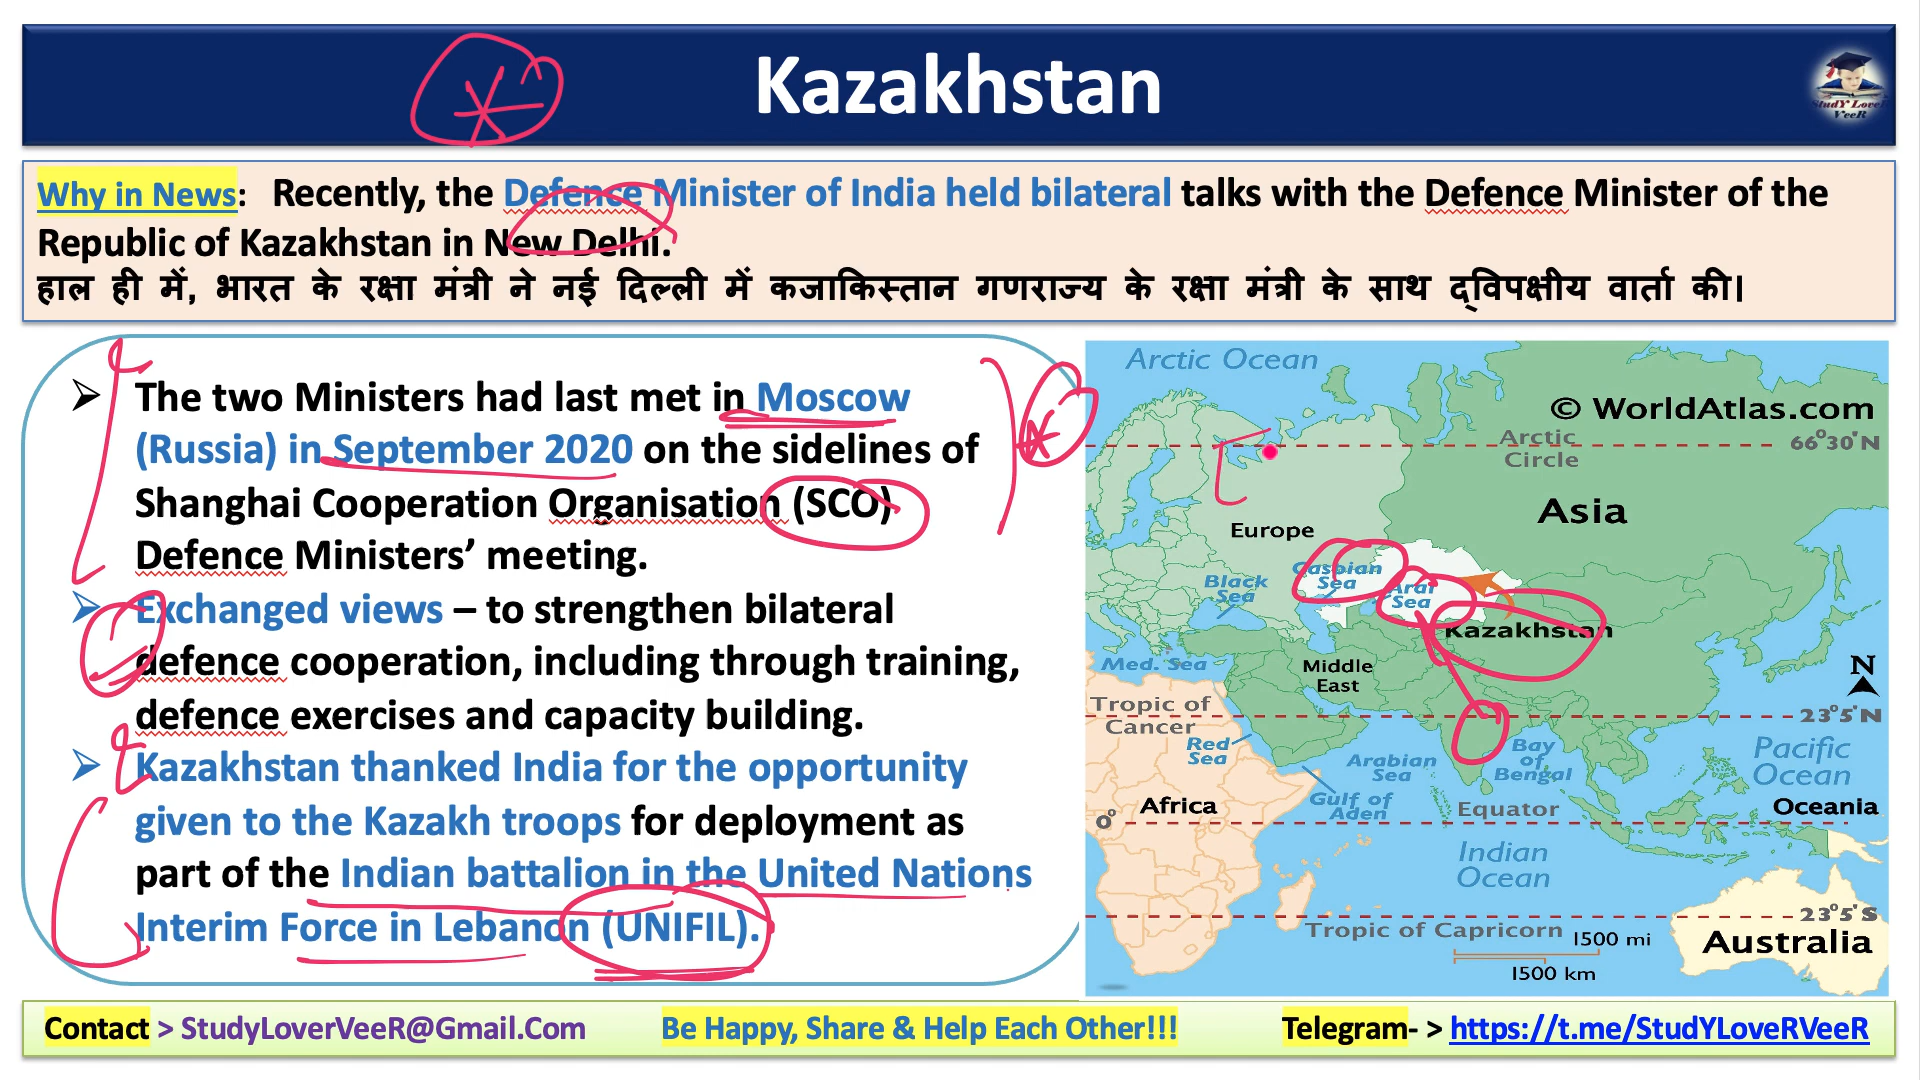 Kazakhstan
StudY LoveR
VeeR
Why in News: Recently, the Defence Minister of India held bilateral talks with the Defence Minister of the
Republic of Kazakhstan in New Delhi.
हाल ही में, भारत के रक्षा मंत्री ने नई दिल्ली में कजाकिस्तान गणराज्य के रक्षा मंत्री के साथ द्विपक्षीय वार्ता की।
The two Ministers had last met in Moscow
(Russia) in September 2020 on the sidelines of
Shanghai Cooperation Organisation (SCO)
Defence Ministers’ meeting.
Exchanged views – to strengthen bilateral
defence cooperation, including through training,
defence exercises and capacity building.
Kazakhstan thanked India for the opportunity
given to the Kazakh troops for deployment as
part of the Indian battalion in the United Nations
Interim Force in Lebanon (UNIFIL).
Arctic Ocean
© WorldAtlas.com
Arctic
Circle
66°30'N
Asia
Europe
Caspian
Sea
Black
Sea
Aral
Sea
Kazakhstan
Med. Sea
Middle
East
N
Tropic of
Cancer
23°5'N
Red
Sea
Arabian
Sea
Bay
of
Bengal
Pacific
Ocean
Gulf of
Aden
Africa
Equator
Oceania
0°
Indian
Ocean
23°5'S
Tropic of Capricorn
1500 mi
1500 km
Australia
Contact > StudyLoverVeeR@Gmail.Com
Be Happy, Share & Help Each Other!!!
Telegram- > https://t.me/StudYLoveRVeeR